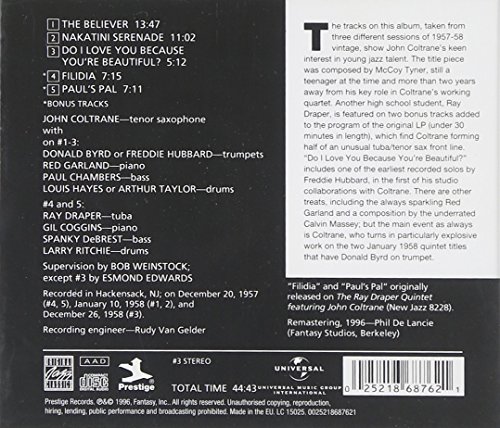 1 THE BELIEVER 13:47
2 NAKATINI SERENADE 11:02
3 DO I LOVE YOU BECAUSE
YOU'RE BEAUTIFUL? 5:12
*4 FILIDIA 7:15
*5 PAUL'S PAL 7:11
*BONUS TRACKS
JOHN COLTRANE—tenor saxophone
with
on #1-3:
DONALD BYRD or FREDDIE HUBBARD—trumpets
RED GARLAND—piano
PAUL CHAMBERS—bass
LOUIS HAYES or ARTHUR TAYLOR—drums
#4 and 5:
RAY DRAPER—tuba
GIL COGGINS—piano
SPANKY DeBREST—bass
LARRY RITCHIE—drums
Supervision by BOB WEINSTOCK;
except #3 by ESMOND EDWARDS
Recorded in Hackensack, NJ; on December 20, 1957
(#4, 5), January 10, 1958 (#1, 2), and
December 26, 1958 (#3).
Recording engineer—Rudy Van Gelder
The tracks on this album, taken from
three different sessions of 1957-58
vintage, show John Coltrane's keen
interest in young jazz talent. The title
piece was composed by McCoy Tyner, still
a teenager at the time and more than two
years away from his key role in Coltrane's
working quartet. Another high school student, Ray
Draper, is featured on two bonus tracks added
to the program of the original LP (under 30
minutes in length), which find Coltrane forming
half of an unusual tuba/tenor sax front line.
"Do I Love You Because You're Beautiful?"
includes one of the earliest recorded solos by
Freddie Hubbard, in the first of his studio
collaborations with Coltrane. There are other
treats, including the always sparkling Red
Garland and a composition by the underrated
Calvin Massey; but the main event as always
is Coltrane, who turns in particularly explosive
work on the two January 1958 quintet titles that
have Donald Byrd on trumpet.
"Filidia" and "Paul's Pal" originally
released on The Ray Draper Quintet
featuring John Coltrane (New Jazz 8228).
Remastering, 1996—Phil De Lancie
(Fantasy Studios, Berkeley)
ORIGINAL JAZZ CLASSICS
AAD
COMPACT disc DIGITAL AUDIO
Prestige
#3 STEREO
TOTAL TIME 44:43
UNIVERSAL
UNIVERSAL MUSIC GROUP
INTERNATIONAL
0 25218 68762 1
Prestige Records, ℗&© 1996, Fantasy, Inc.. All rights reserved. Unauthorised copying, reproduction,
hiring, lending, public performance and broadcasting prohibited. Made in the EU. LC 15025. 0025218687621